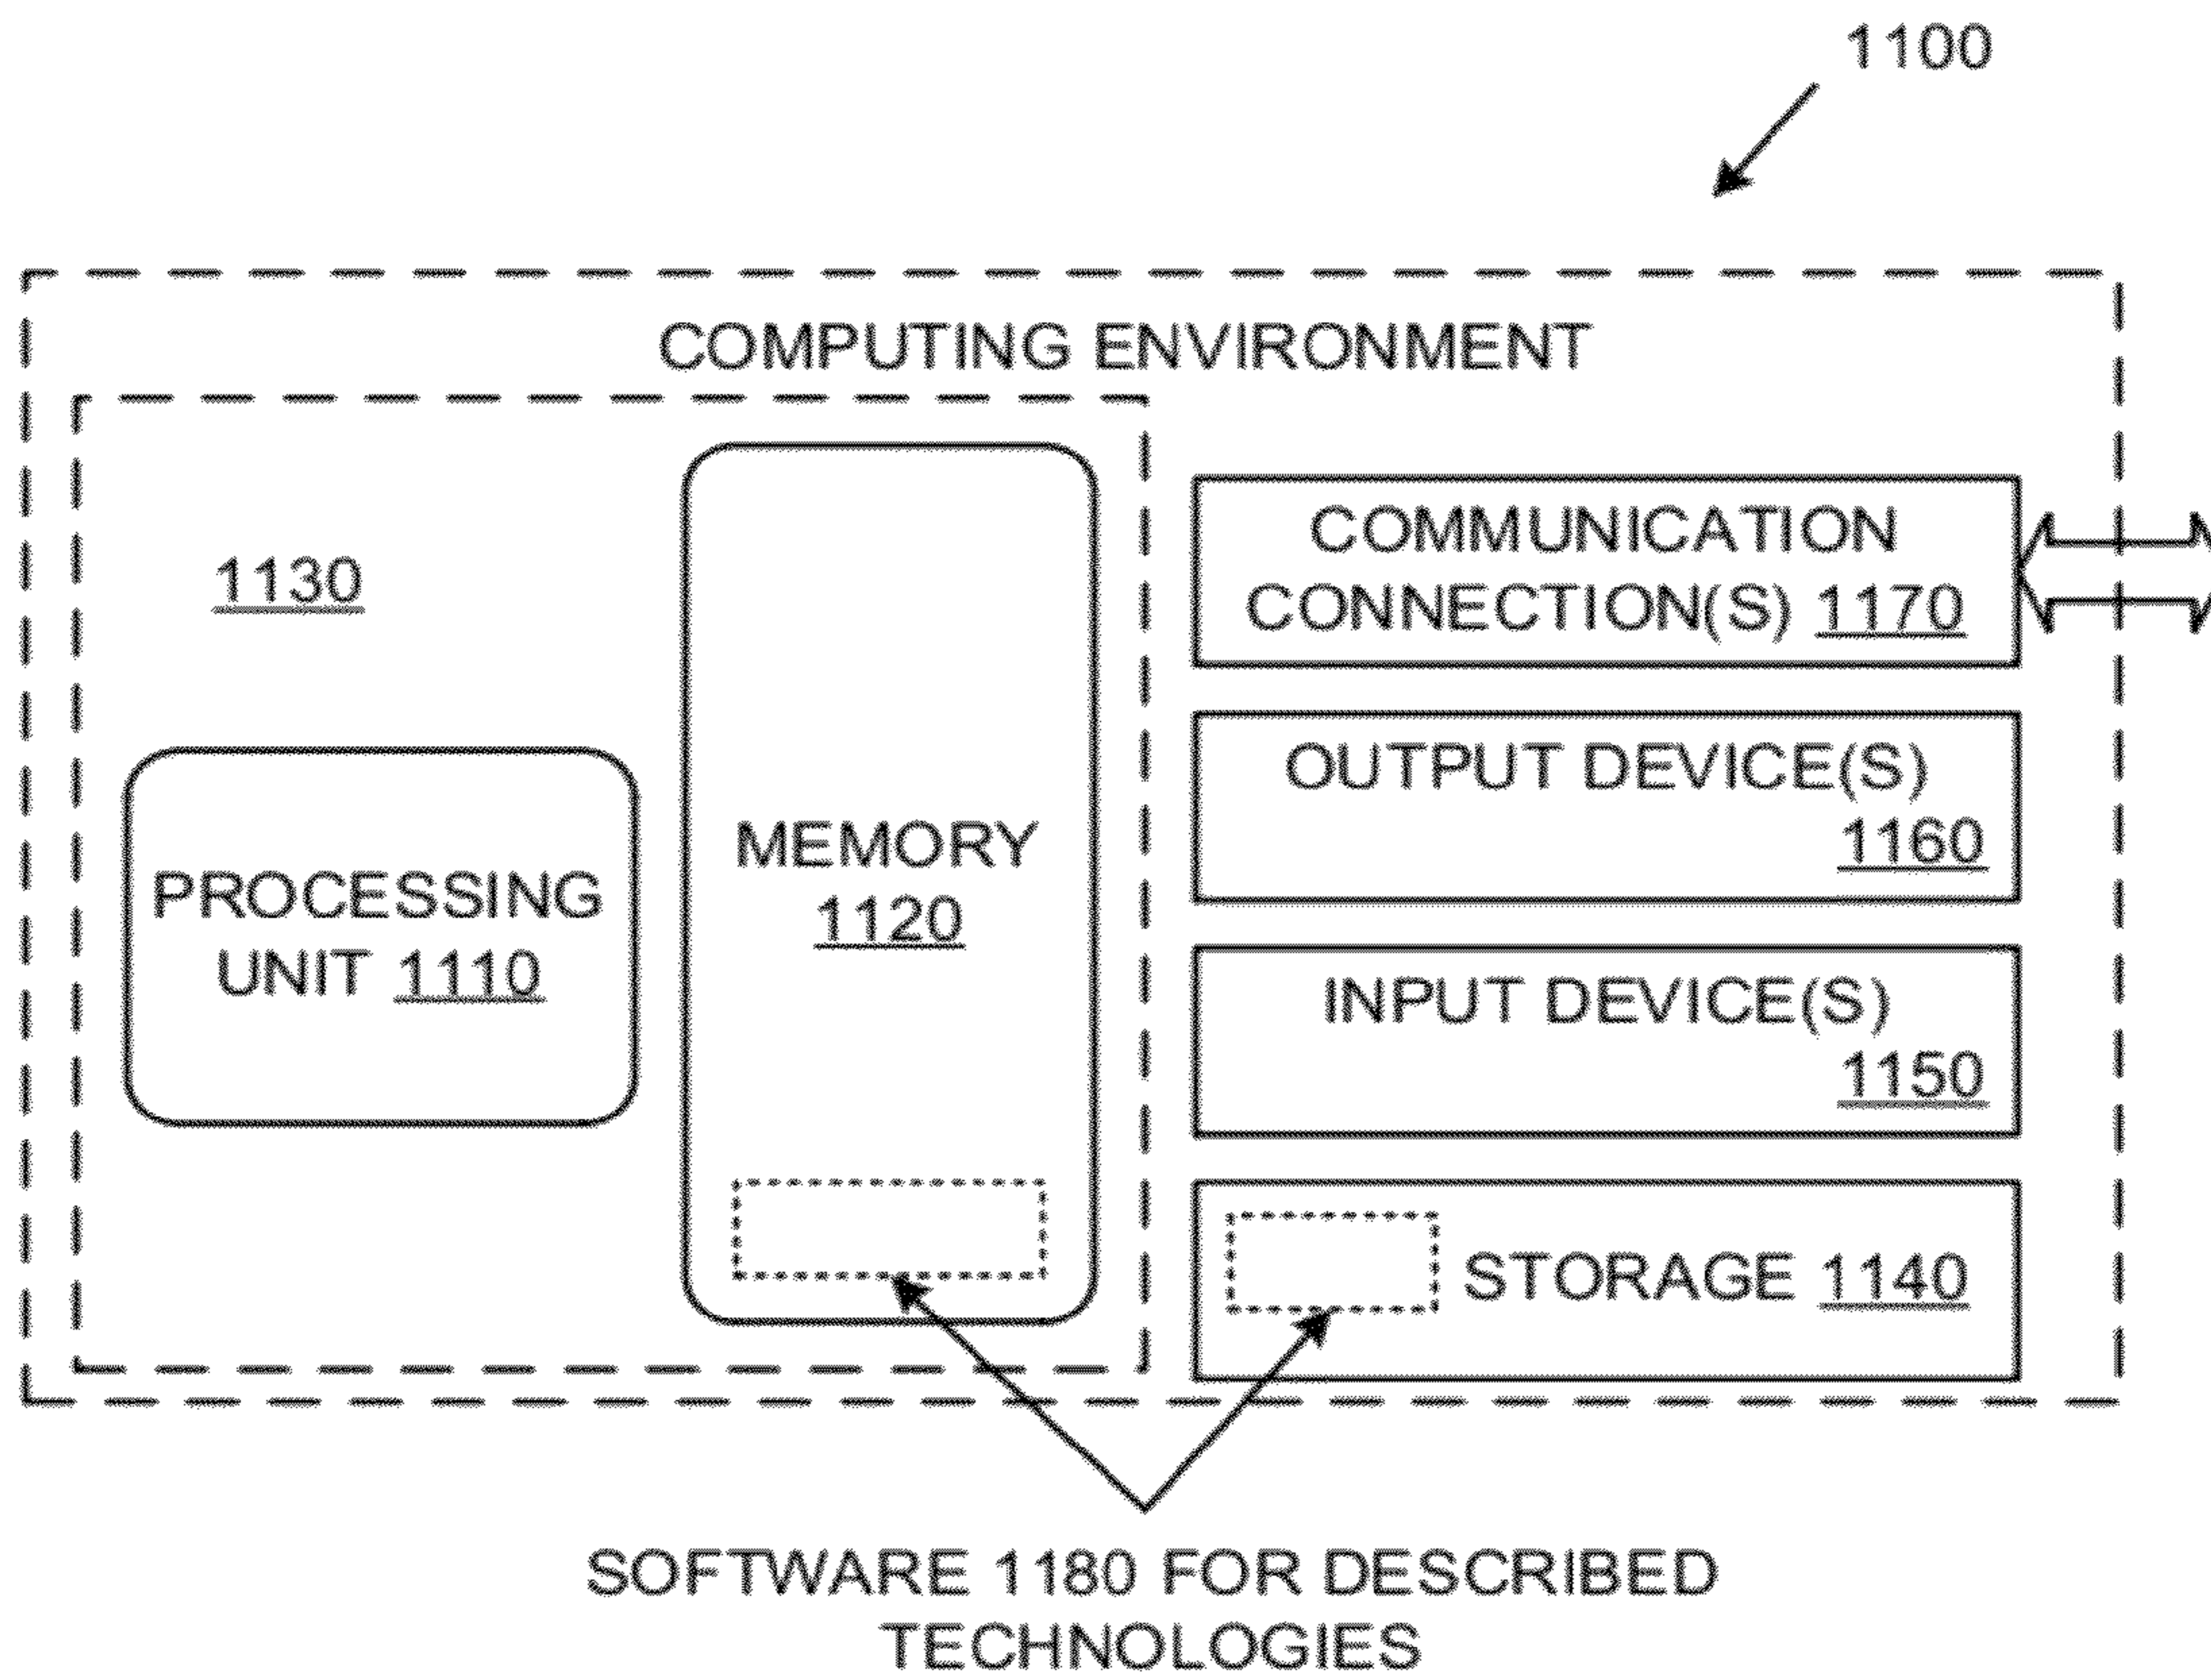 1100
COMPUTING ENVIRONMENT
1130
PROCESSING
UNIT 1110
MEMORY
1120
COMMUNICATION
CONNECTION(S) 1170
OUTPUT DEVICE(S)
1160
INPUT DEVICE(S)
1150
STORAGE 1140
SOFTWARE 1180 FOR DESCRIBED
TECHNOLOGIES